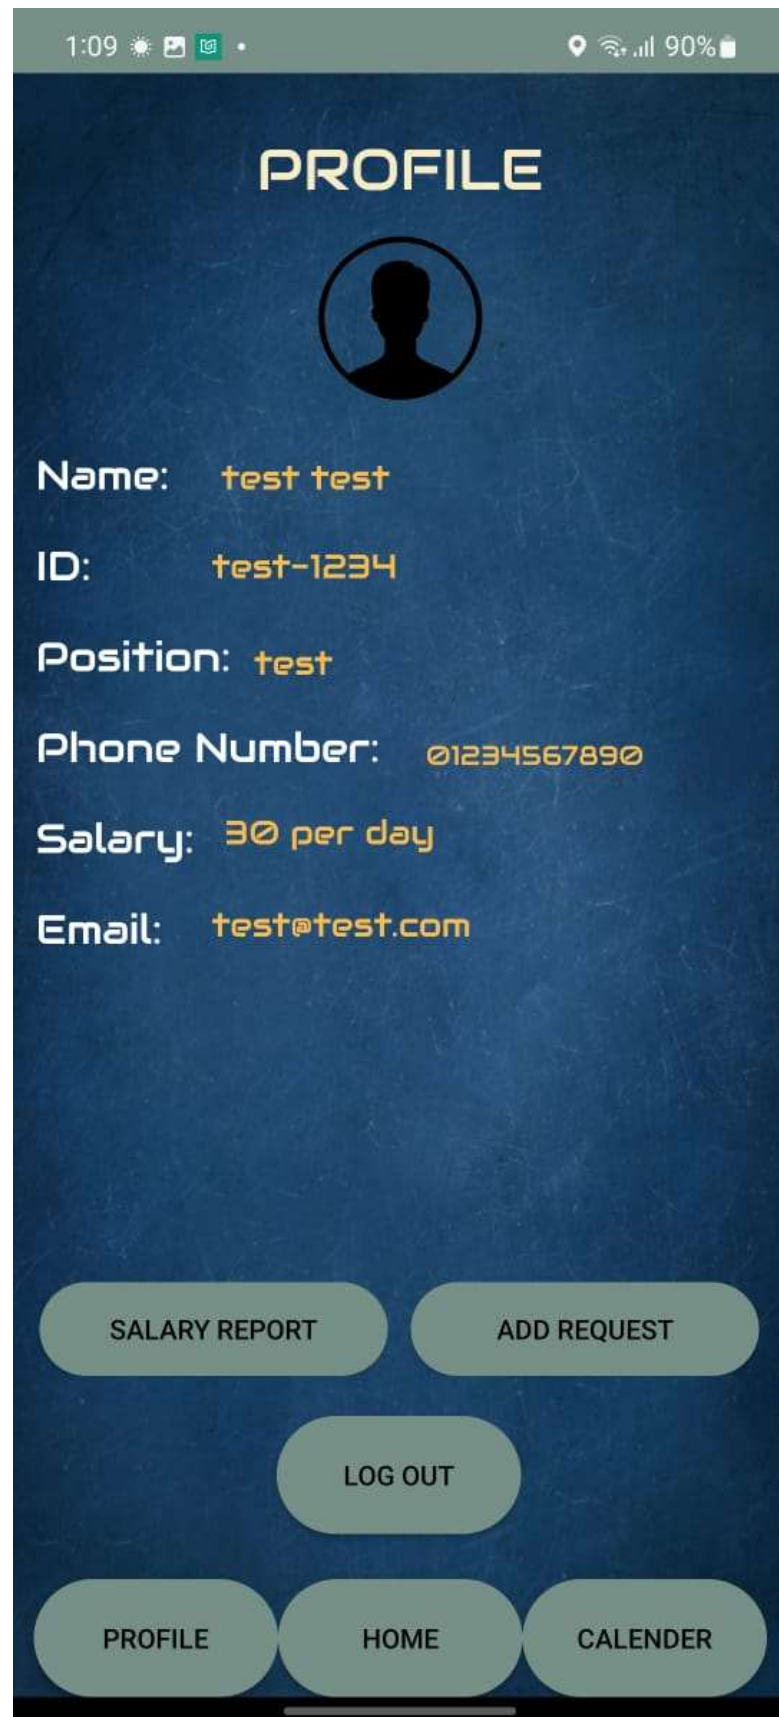 1:09 90%
PROFILE
Name: test test
ID: test-1234
Position: test
Phone Number: 01234567890
Salary: 30 per day
Email: test@test.com
SALARY REPORT ADD REQUEST
LOG OUT
PROFILE HOME CALENDER